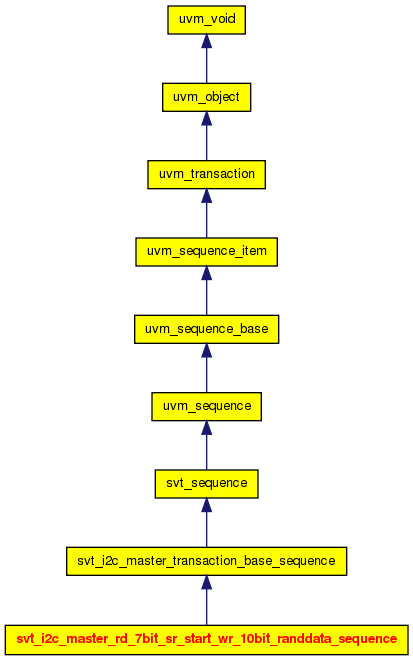 uvm_void
uvm_object
uvm_transaction
uvm_sequence_item
uvm_sequence_base
uvm_sequence
svt_sequence
svt_i2c_master_transaction_base_sequence
svt_i2c_master_rd_7bit_sr_start_wr_10bit_randdata_sequence